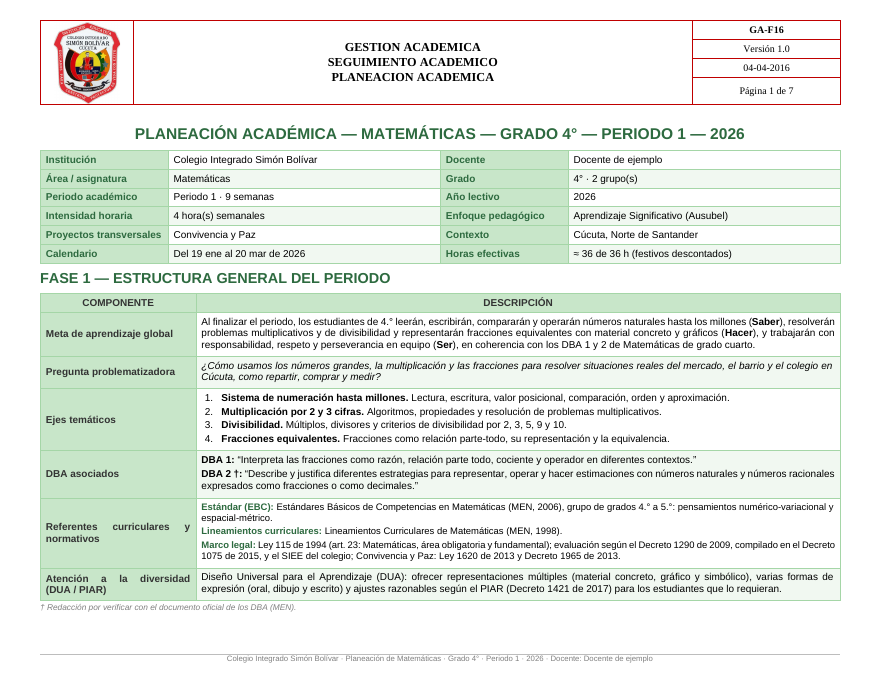 COLEGIO INTEGRADO
SIMÓN BOLÍVAR
CÚCUTA
GESTION ACADEMICA
SEGUIMIENTO ACADEMICO
PLANEACION ACADEMICA
GA-F16
Versión 1.0
04-04-2016
Página 1 de 7
PLANEACIÓN ACADÉMICA — MATEMÁTICAS — GRADO 4° — PERIODO 1 — 2026
Institución Colegio Integrado Simón Bolívar Docente Docente de ejemplo
Área / asignatura Matemáticas Grado 4° · 2 grupo(s)
Periodo académico Periodo 1 · 9 semanas Año lectivo 2026
Intensidad horaria 4 hora(s) semanales Enfoque pedagógico Aprendizaje Significativo (Ausubel)
Proyectos transversales Convivencia y Paz Contexto Cúcuta, Norte de Santander
Calendario Del 19 ene al 20 mar de 2026 Horas efectivas ≈ 36 de 36 h (festivos descontados)
FASE 1 — ESTRUCTURA GENERAL DEL PERIODO
COMPONENTE DESCRIPCIÓN
Meta de aprendizaje global
Al finalizar el periodo, los estudiantes de 4.° leerán, escribirán, compararán y operarán números naturales hasta los millones (Saber), resolverán
problemas multiplicativos y de divisibilidad y representarán fracciones equivalentes con material concreto y gráficos (Hacer), y trabajarán con
responsabilidad, respeto y perseverancia en equipo (Ser), en coherencia con los DBA 1 y 2 de Matemáticas de grado cuarto.
Pregunta problematizadora
¿Cómo usamos los números grandes, la multiplicación y las fracciones para resolver situaciones reales del mercado, el barrio y el colegio en
Cúcuta, como repartir, comprar y medir?
Ejes temáticos
1. Sistema de numeración hasta millones. Lectura, escritura, valor posicional, comparación, orden y aproximación.
2. Multiplicación por 2 y 3 cifras. Algoritmos, propiedades y resolución de problemas multiplicativos.
3. Divisibilidad. Múltiplos, divisores y criterios de divisibilidad por 2, 3, 5, 9 y 10.
4. Fracciones equivalentes. Fracciones como relación parte-todo, su representación y la equivalencia.
DBA asociados
DBA 1: “Interpreta las fracciones como razón, relación parte todo, cociente y operador en diferentes contextos.”
DBA 2 †: “Describe y justifica diferentes estrategias para representar, operar y hacer estimaciones con números naturales y números racionales
expresados como fracciones o como decimales.”
Referentes curriculares y
normativos
Estándar (EBC): Estándares Básicos de Competencias en Matemáticas (MEN, 2006), grupo de grados 4.° a 5.°: pensamientos numérico-variacional y
espacial-métrico.
Lineamientos curriculares: Lineamientos Curriculares de Matemáticas (MEN, 1998).
Marco legal: Ley 115 de 1994 (art. 23: Matemáticas, área obligatoria y fundamental); evaluación según el Decreto 1290 de 2009, compilado en el Decreto
1075 de 2015, y el SIEE del colegio; Convivencia y Paz: Ley 1620 de 2013 y Decreto 1965 de 2013.
Atención a la diversidad
(DUA / PIAR)
Diseño Universal para el Aprendizaje (DUA): ofrecer representaciones múltiples (material concreto, gráfico y simbólico), varias formas de
expresión (oral, dibujo y escrito) y ajustes razonables según el PIAR (Decreto 1421 de 2017) para los estudiantes que lo requieran.
† Redacción por verificar con el documento oficial de los DBA (MEN).
Colegio Integrado Simón Bolívar · Planeación de Matemáticas · Grado 4° · Periodo 1 · 2026 · Docente: Docente de ejemplo